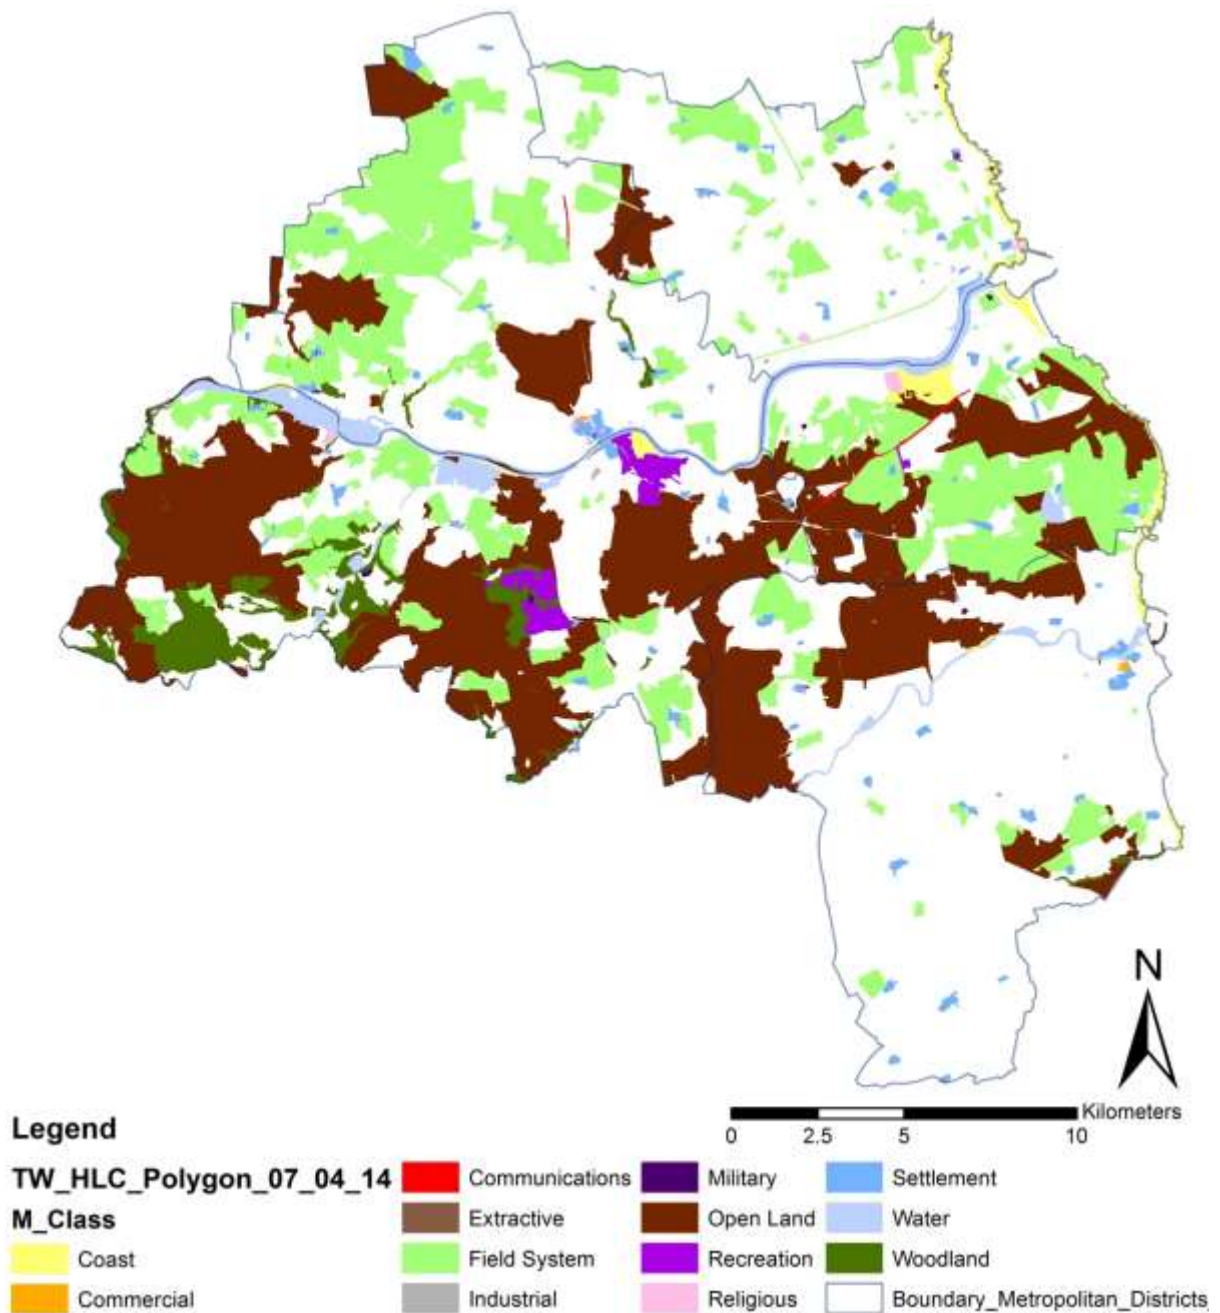 N
Kilometers
0 2.5 5 10
Legend
TW_HLC_Polygon_07_04_14
M_Class
Coast
Commercial
Communications
Extractive
Field System
Industrial
Military
Open Land
Recreation
Religious
Settlement
Water
Woodland
Boundary_Metropolitan_Districts